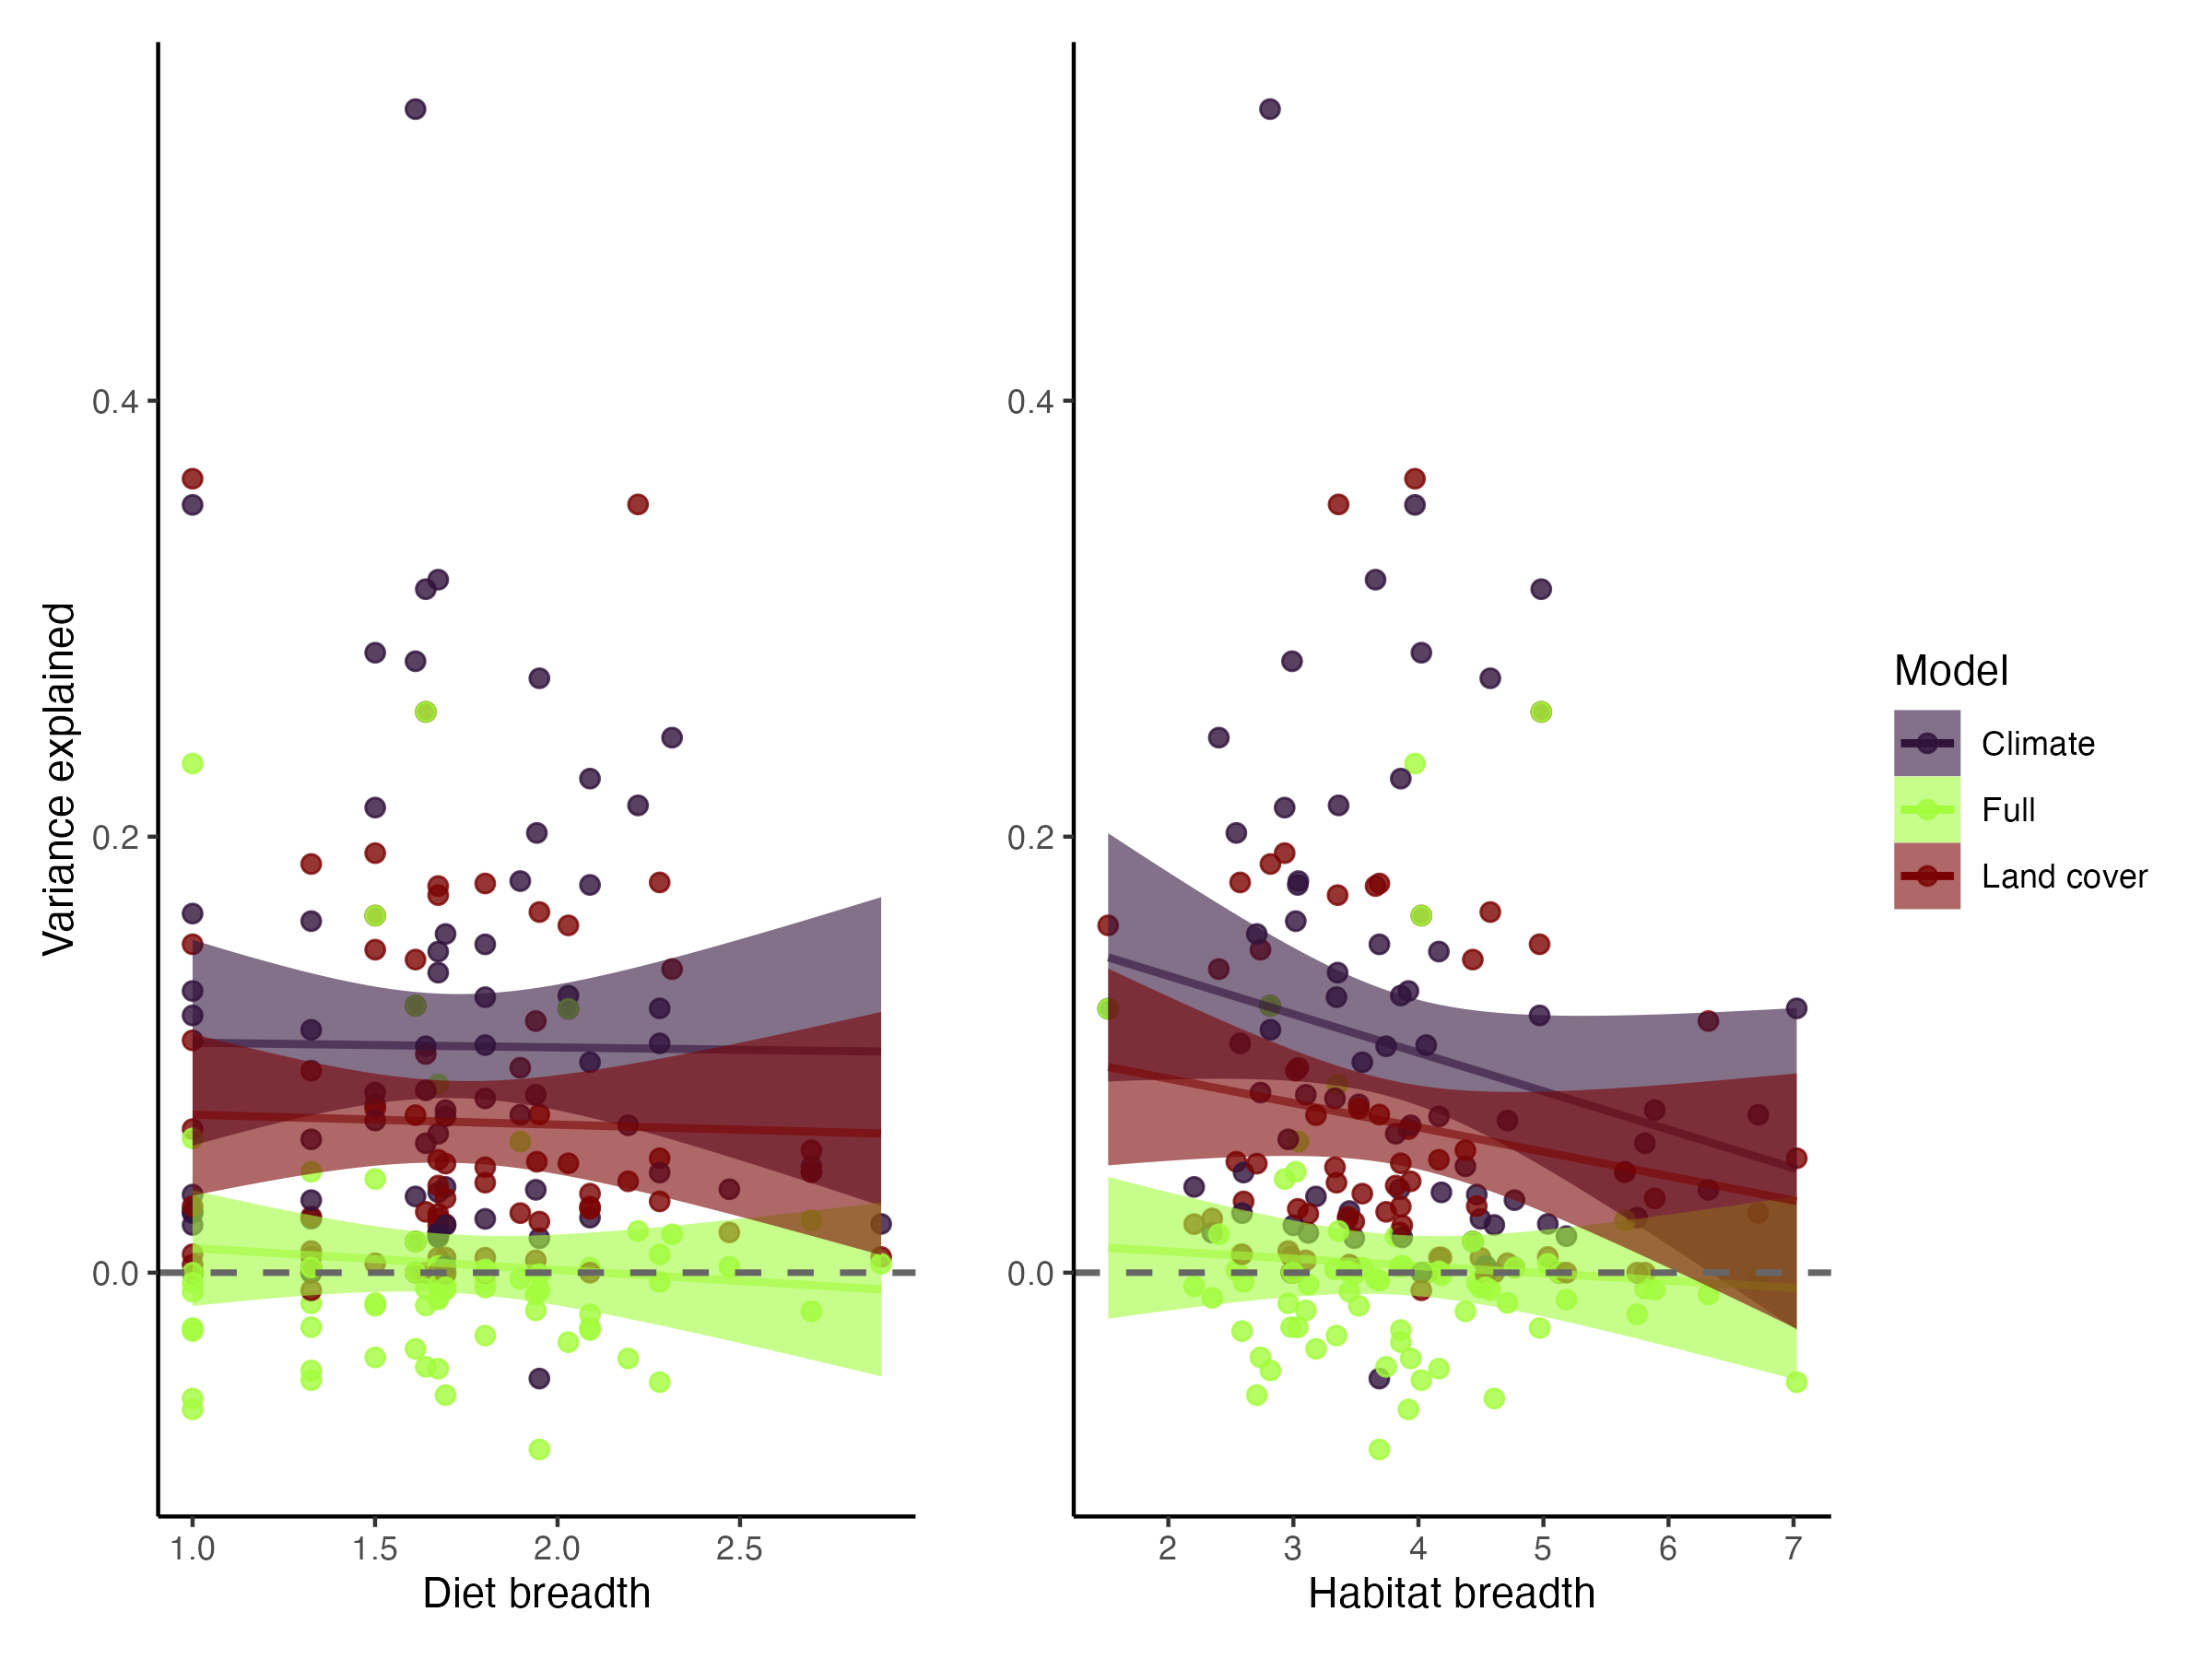 Variance explained
0.4
0.2
0.0
1.0 1.5 2.0 2.5
Diet breadth
0.4
0.2
0.0
2 3 4 5 6 7
Habitat breadth
Model
Climate
Full
Land cover